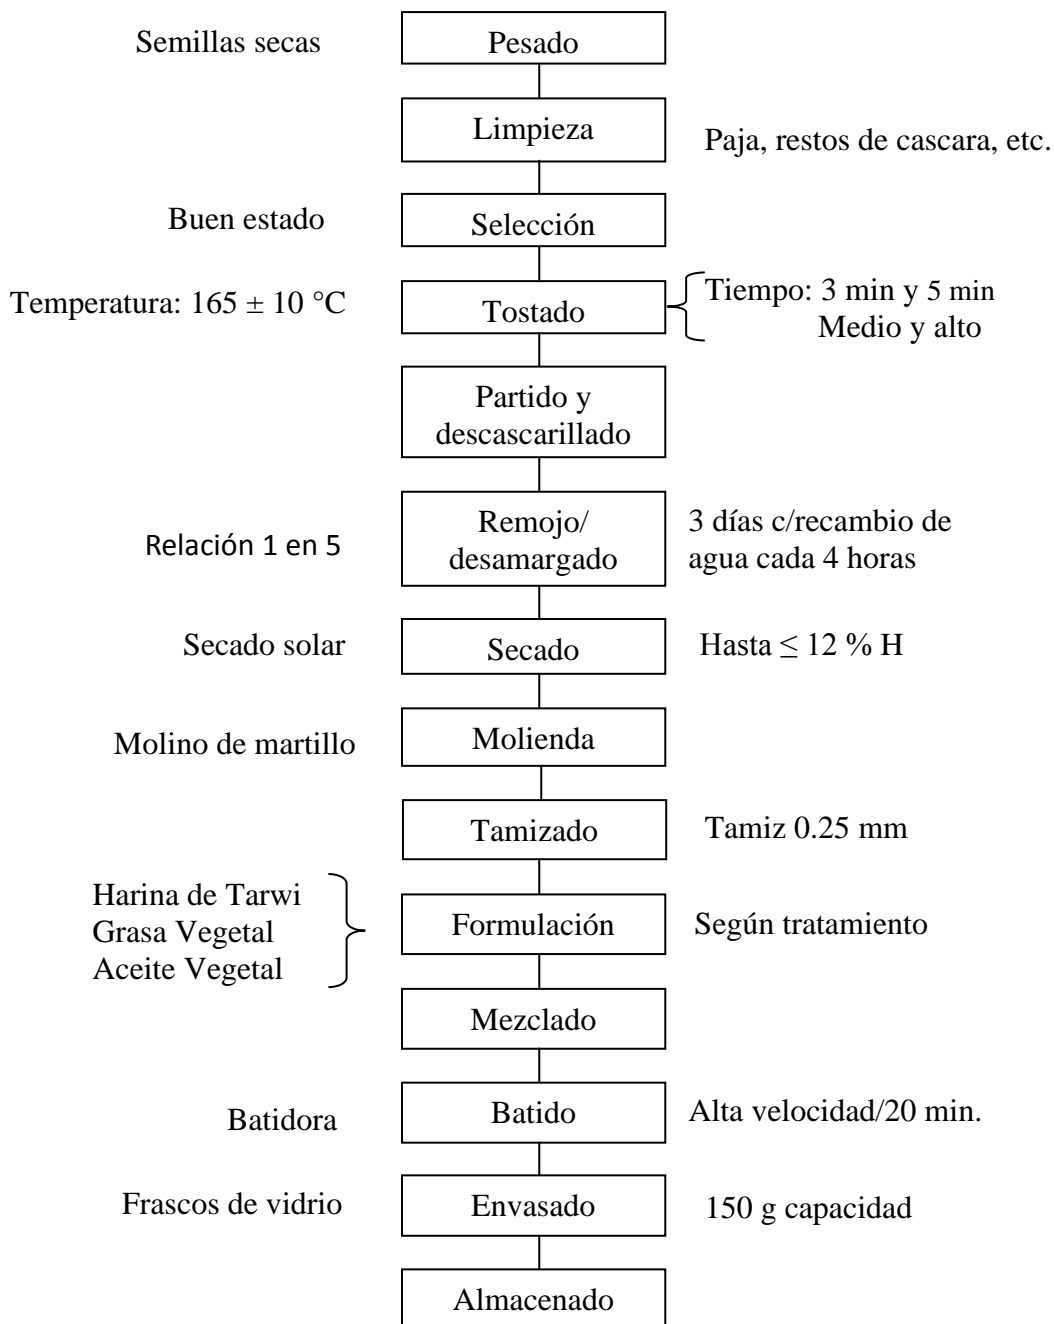 Semillas secas
Pesado
Limpieza
Paja, restos de cascara, etc.
Buen estado
Selección
Temperatura: 165 ± 10 °C
Tostado
Tiempo: 3 min y 5 min
Medio y alto
Partido y
descascarillado
Relación 1 en 5
Remojo/
desamargado
3 días c/recambio de
agua cada 4 horas
Secado solar
Secado
Hasta ≤ 12 % H
Molino de martillo
Molienda
Tamizado
Tamiz 0.25 mm
Harina de Tarwi
Grasa Vegetal
Aceite Vegetal
Formulación
Según tratamiento
Mezclado
Batidora
Batido
Alta velocidad/20 min.
Frascos de vidrio
Envasado
150 g capacidad
Almacenado